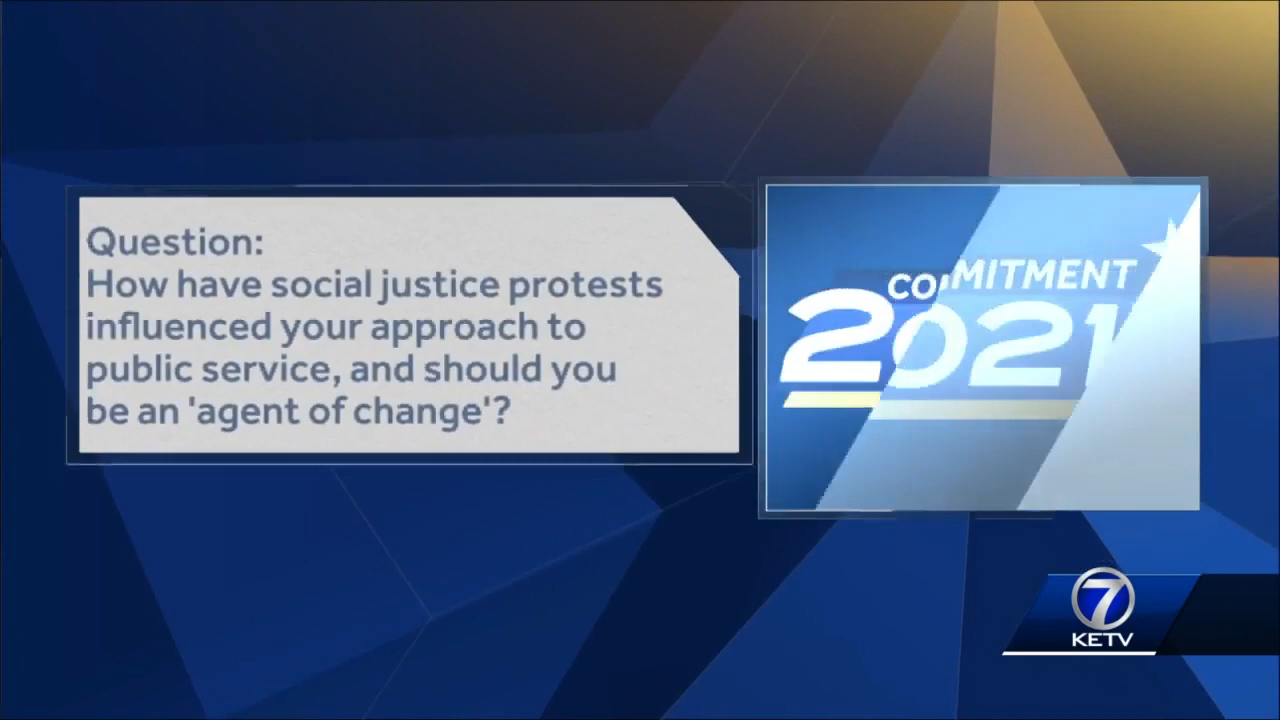 Question:
How have social justice protests
influenced your approach to
public service, and should you
be an 'agent of change'?
COMMITMENT
2021
7
KETV